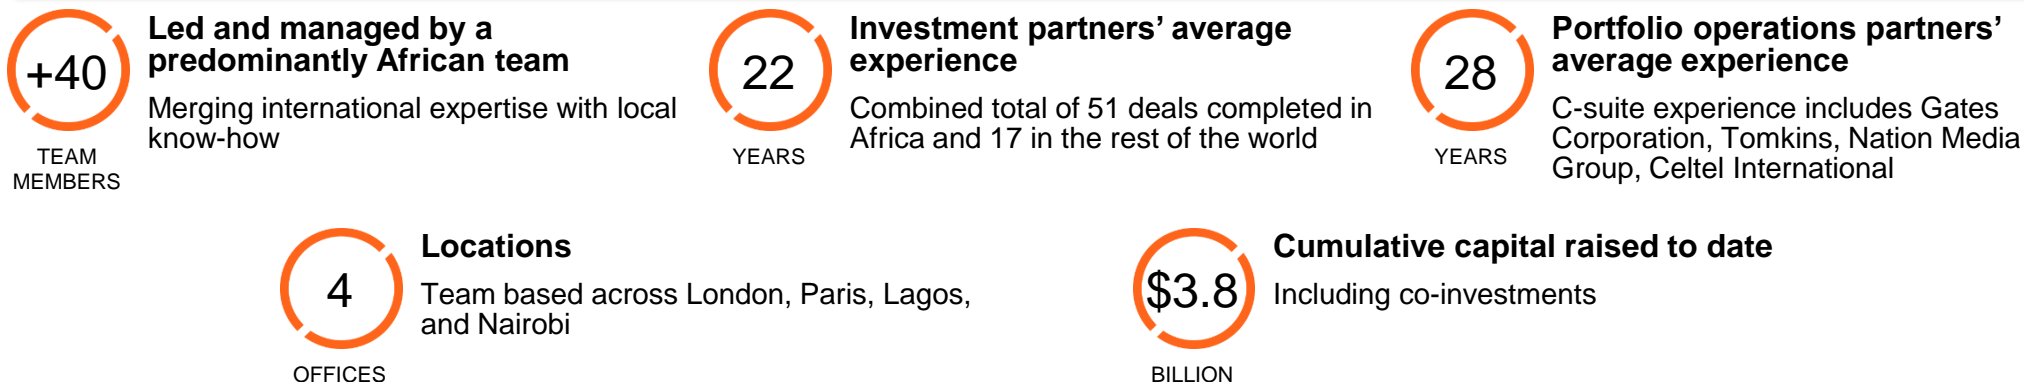 +40
TEAM
MEMBERS
Led and managed by a
predominantly African team
Merging international expertise with local
know-how
22
YEARS
Investment partners’ average
experience
Combined total of 51 deals completed in
Africa and 17 in the rest of the world
28
YEARS
Portfolio operations partners’
average experience
C-suite experience includes Gates
Corporation, Tomkins, Nation Media
Group, Celtel International
4
OFFICES
Locations
Team based across London, Paris, Lagos,
and Nairobi
$3.8
BILLION
Cumulative capital raised to date
Including co-investments